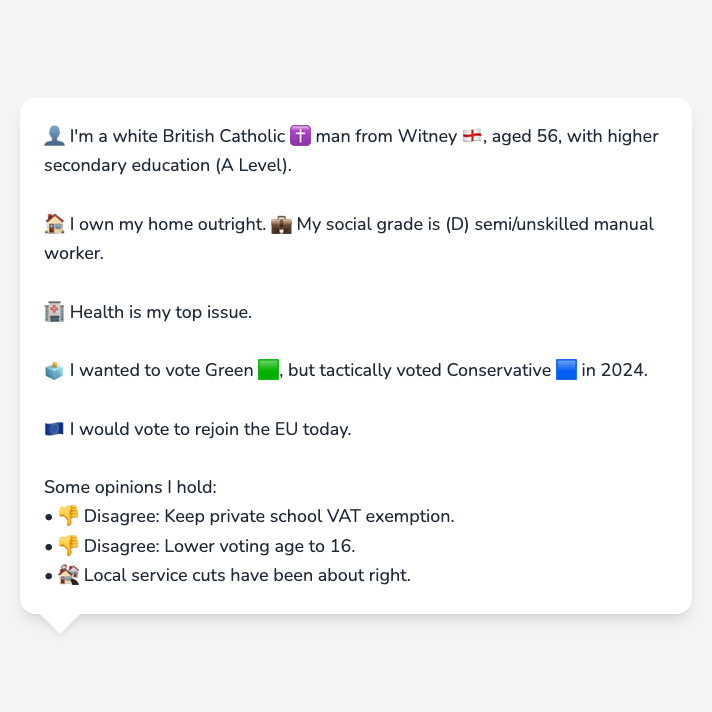 👤 I'm a white British Catholic ✝️ man from Witney 🏴󠁧󠁢󠁥󠁮󠁧󠁿, aged 56, with higher
secondary education (A Level).
🏠 I own my home outright. 💼 My social grade is (D) semi/unskilled manual
worker.
🏥 Health is my top issue.
🗳️ I wanted to vote Green 🟩, but tactically voted Conservative 🟦 in 2024.
🇪🇺 I would vote to rejoin the EU today.
Some opinions I hold:
• 👎 Disagree: Keep private school VAT exemption.
• 👎 Disagree: Lower voting age to 16.
• 🏘️ Local service cuts have been about right.